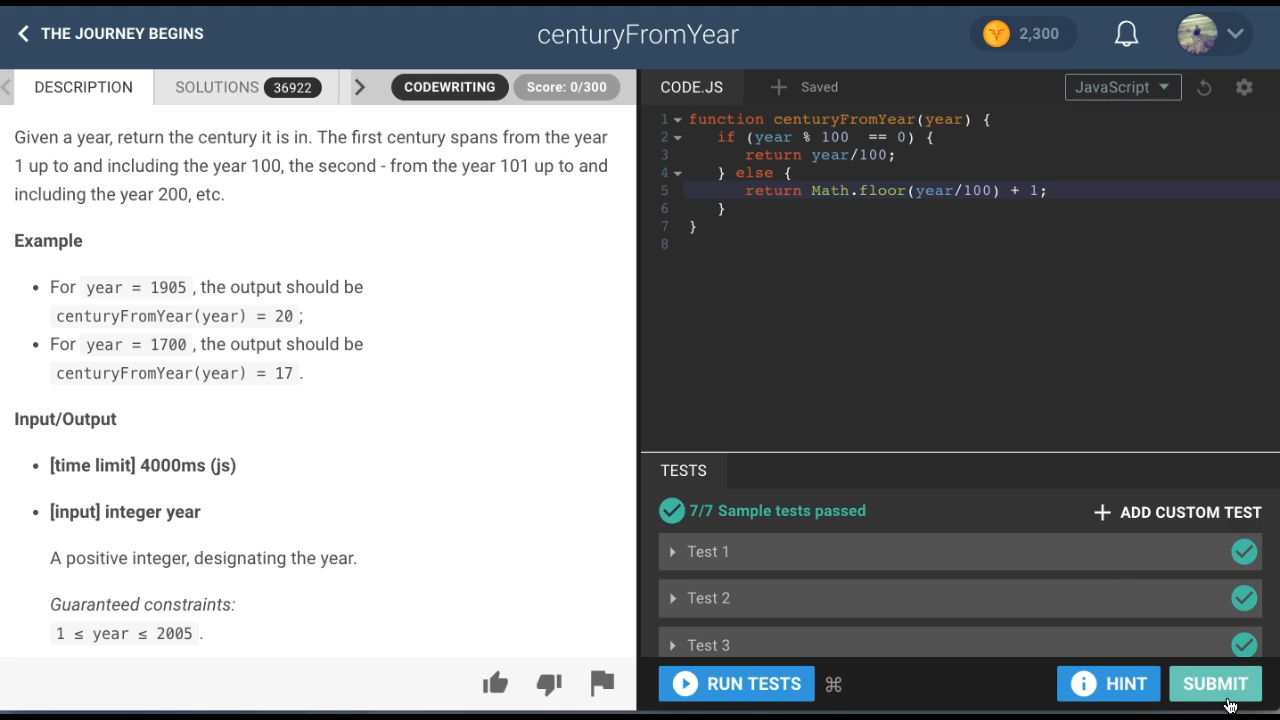 THE JOURNEY BEGINS
centuryFromYear
2,300
DESCRIPTION
SOLUTIONS 36922
CODEWRITING
Score: 0/300
Given a year, return the century it is in. The first century spans from the year
1 up to and including the year 100, the second - from the year 101 up to and
including the year 200, etc.
Example
• For year = 1905 , the output should be
centuryFromYear(year) = 20 ;
• For year = 1700 , the output should be
centuryFromYear(year) = 17 .
Input/Output
• [time limit] 4000ms (js)
• [input] integer year
A positive integer, designating the year.
Guaranteed constraints:
1 ≤ year ≤ 2005 .
CODE.JS
+ Saved
JavaScript
1 function centuryFromYear(year) {
2 if (year % 100 == 0) {
3 return year/100;
4 } else {
5 return Math.floor(year/100) + 1;
6 }
7 }
8
TESTS
7/7 Sample tests passed
+ ADD CUSTOM TEST
Test 1
Test 2
Test 3
RUN TESTS ⌘
HINT
SUBMIT